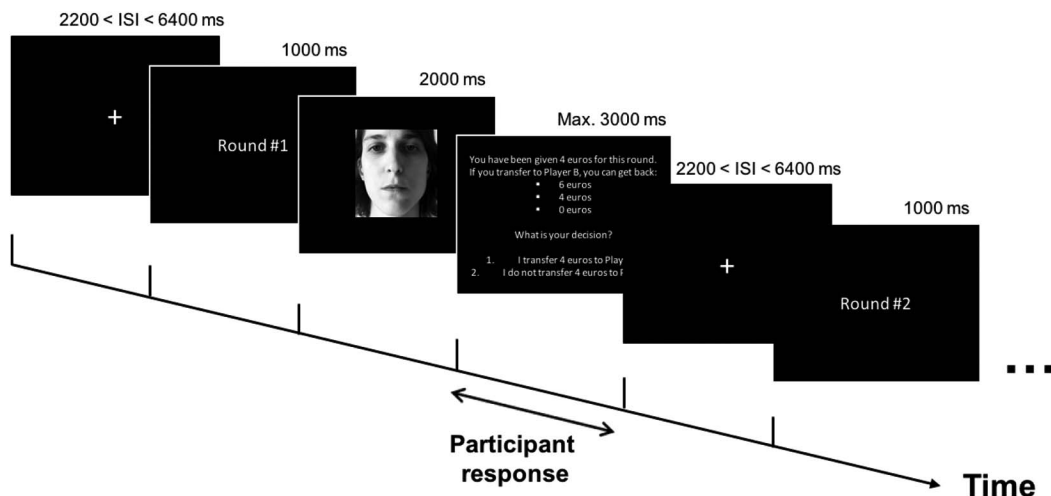 2200 < ISI < 6400 ms
1000 ms
2000 ms
Max. 3000 ms
2200 < ISI < 6400 ms
1000 ms
+
Round #1
You have been given 4 euros for this round.
If you transfer to Player B, you can get back:
▪ 6 euros
▪ 4 euros
▪ 0 euros
What is your decision?
1. I transfer 4 euros to Play
2. I do not transfer 4 euros to
+
Round #2
...
Participant
response
Time